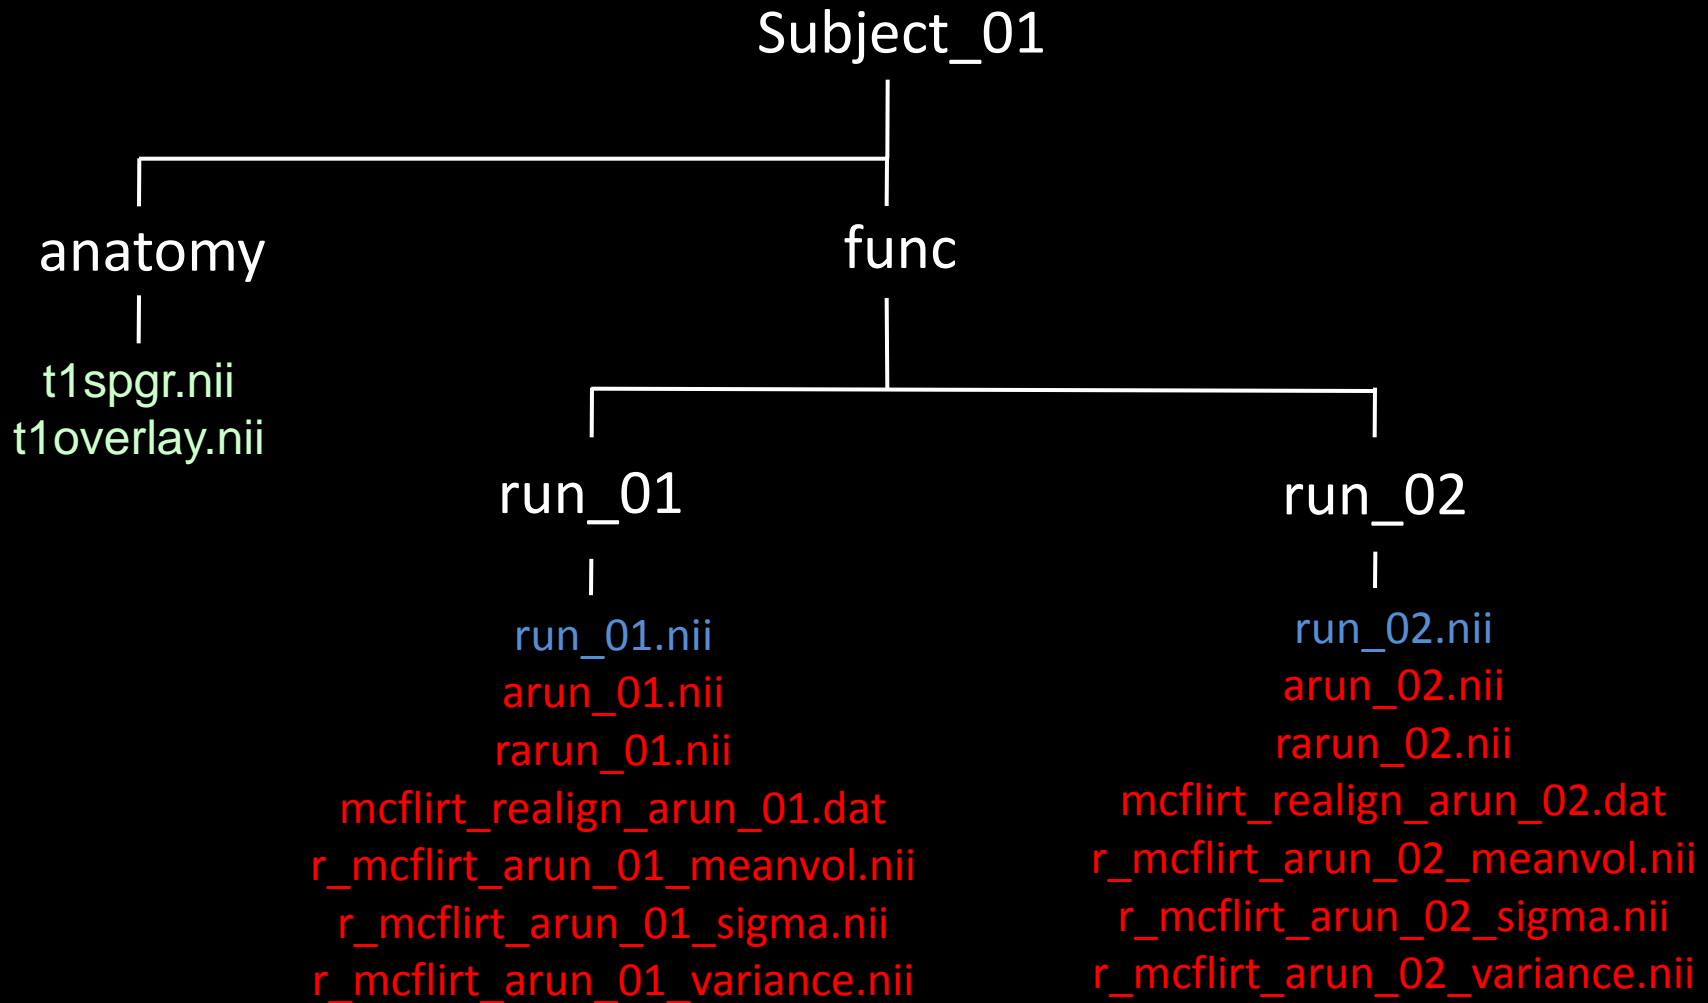 Subject_01
anatomy
func
t1spgr.nii
t1overlay.nii
run_01
run_02
run_01.nii
arun_01.nii
rarun_01.nii
mcflirt_realign_arun_01.dat
r_mcflirt_arun_01_meanvol.nii
r_mcflirt_arun_01_sigma.nii
r_mcflirt_arun_01_variance.nii
run_02.nii
arun_02.nii
rarun_02.nii
mcflirt_realign_arun_02.dat
r_mcflirt_arun_02_meanvol.nii
r_mcflirt_arun_02_sigma.nii
r_mcflirt_arun_02_variance.nii